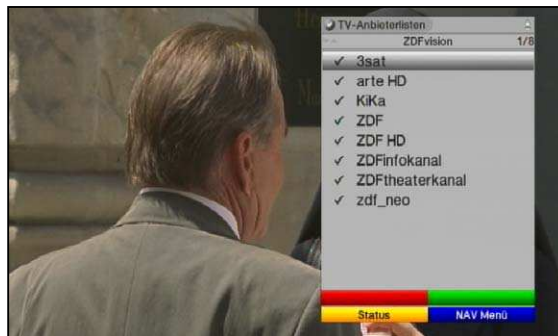 TV-Anbieterlisten
ZDFvision 1/8
3sat
arte HD
KiKa
ZDF
ZDF HD
ZDFinfokanal
ZDFtheaterkanal
zdf_neo
Status NAV Menü